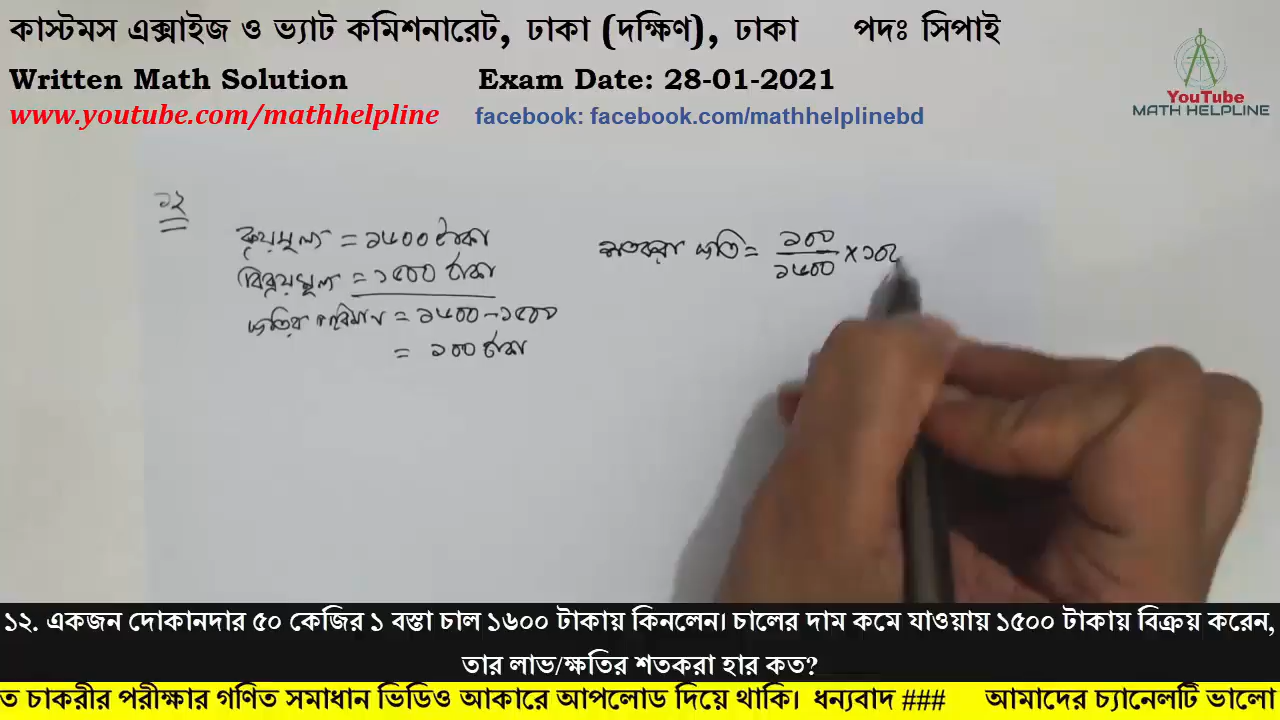 কাস্টমস এক্সাইজ ও ভ্যাট কমিশনারেট, ঢাকা (দক্ষিণ), ঢাকা পদঃ সিপাই
Written Math Solution Exam Date: 28-01-2021
www.youtube.com/mathhelpline facebook: facebook.com/mathhelplinebd
YouTube
MATH HELPLINE
১২
ক্রয়মূল্য = ১৬০০ টাকা
বিক্রয়মূল্য = ১৫০০ টাকা
ক্ষতির পরিমান = ১৬০০ - ১৫০০
= ১০০ টাকা
শতকরা ক্ষতি = ১০০/১৬০০ × ১০০
১২. একজন দোকানদার ৫০ কেজির ১ বস্তা চাল ১৬০০ টাকায় কিনলেন। চালের দাম কমে যাওয়ায় ১৫০০ টাকায় বিক্রয় করেন,
তার লাভ/ক্ষতির শতকরা হার কত?
ত চাকরীর পরীক্ষার গণিত সমাধান ভিডিও আকারে আপলোড দিয়ে থাকি। ধন্যবাদ ### আমাদের চ্যানেলটি ভালো